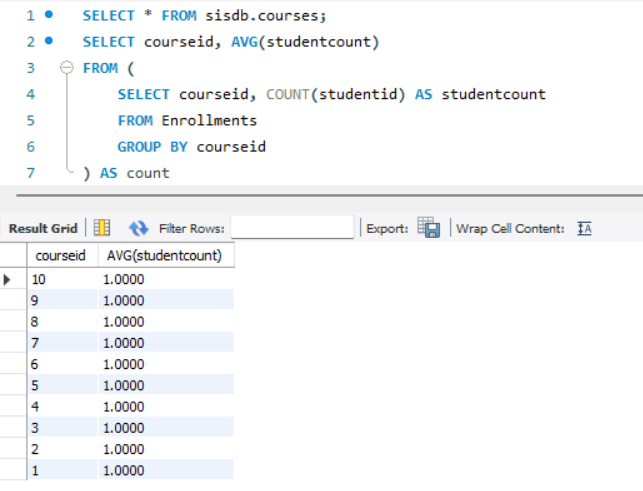 1 SELECT * FROM sisdb.courses;
2 SELECT courseid, AVG(studentcount)
3 FROM (
4 SELECT courseid, COUNT(studentid) AS studentcount
5 FROM Enrollments
6 GROUP BY courseid
7 ) AS count
Result Grid Filter Rows: Export: Wrap Cell Content:
courseid AVG(studentcount)
10 1.0000
9 1.0000
8 1.0000
7 1.0000
6 1.0000
5 1.0000
4 1.0000
3 1.0000
2 1.0000
1 1.0000